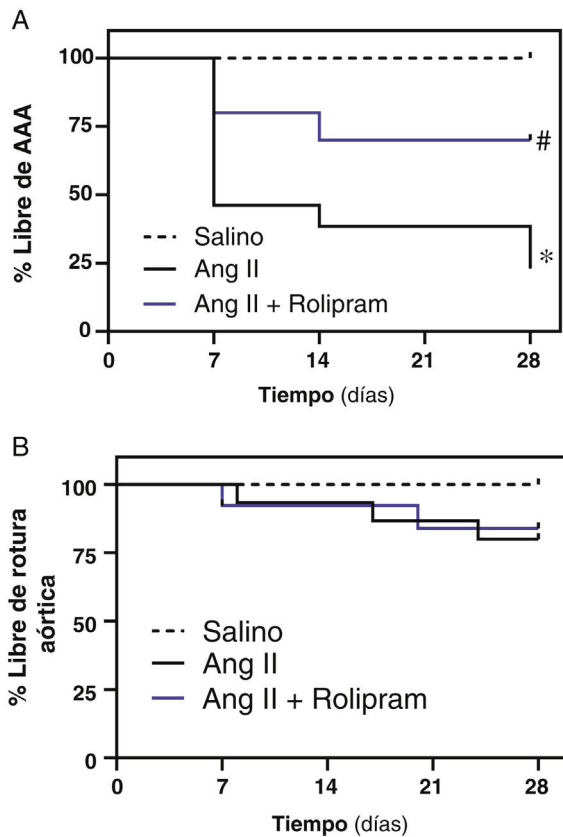 A
% Libre de AAA
100
75
50
25
0
Salino
Ang II
Ang II + Rolipram
#
*
0 7 14 21 28
Tiempo (días)
B
% Libre de rotura
aórtica
100
75
50
25
0
Salino
Ang II
Ang II + Rolipram
0 7 14 21 28
Tiempo (días)